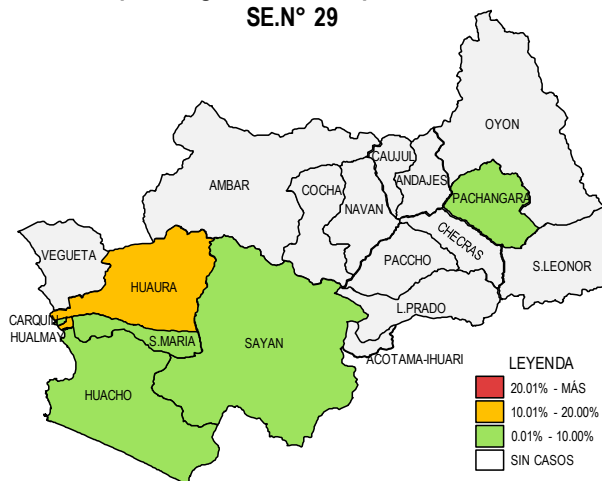 SE.N° 29
OYON
CAUJUL
ANDAJES
AMBAR
COCHA
NAVAN
PACHANGARA
CHECRAS
VEGUETA
PACCHO
S.LEONOR
HUAURA
L.PRADO
CARQUIN
HUALMAY
S.MARIA
SAYAN
ACOTAMA-IHUARI
HUACHO
LEYENDA
20.01% - MÁS
10.01% - 20.00%
0.01% - 10.00%
SIN CASOS